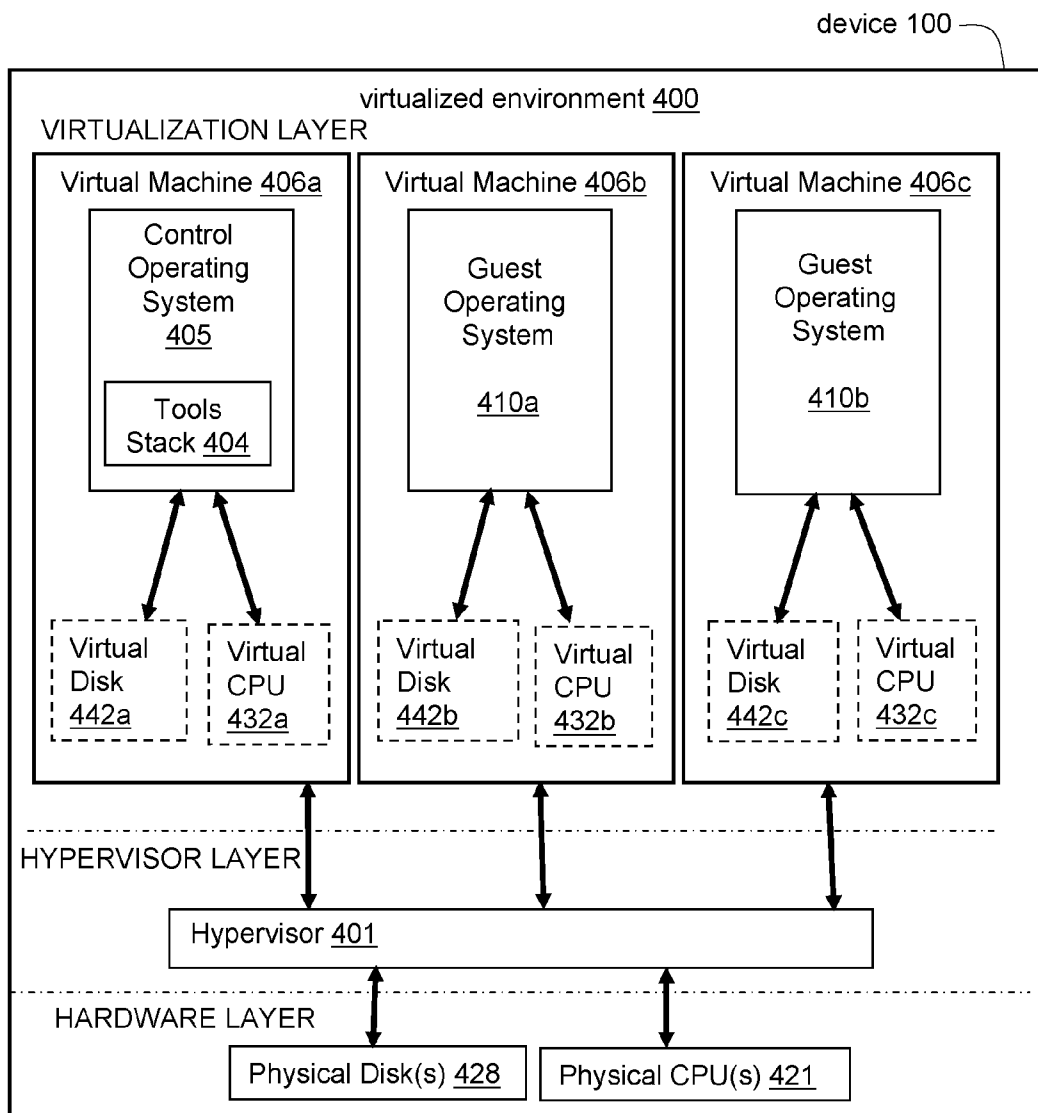 device 100
virtualized environment 400
VIRTUALIZATION LAYER
Virtual Machine 406a
Control
Operating
System
405
Tools
Stack 404
Virtual
Disk
442a
Virtual
CPU
432a
Virtual Machine 406b
Guest
Operating
System
410a
Virtual
Disk
442b
Virtual
CPU
432b
Virtual Machine 406c
Guest
Operating
System
410b
Virtual
Disk
442c
Virtual
CPU
432c
HYPERVISOR LAYER
Hypervisor 401
HARDWARE LAYER
Physical Disk(s) 428
Physical CPU(s) 421